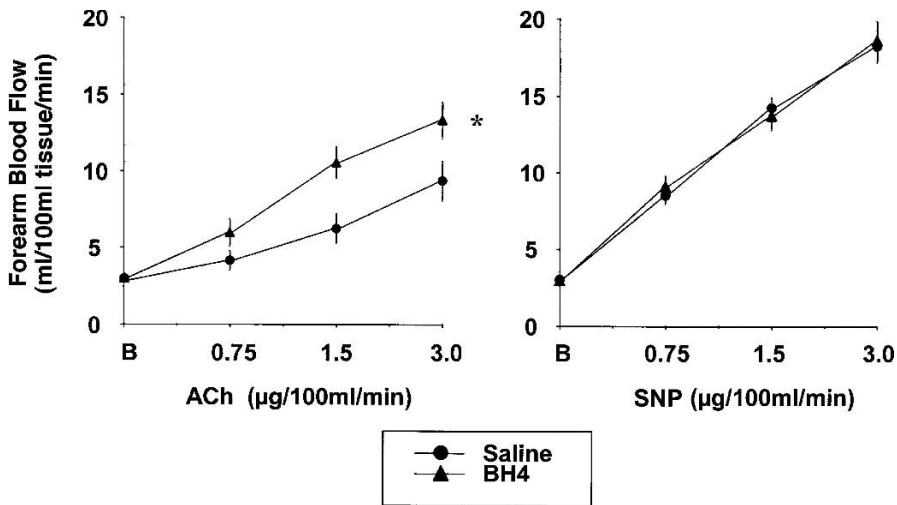 Forearm Blood Flow
(ml/100ml tissue/min)
20
15
10
5
0
B 0.75 1.5 3.0
ACh (µg/100ml/min)
*
20
15
10
5
0
B 0.75 1.5 3.0
SNP (µg/100ml/min)
Saline
BH4